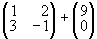 (1 2
3 −1) + (9
0)